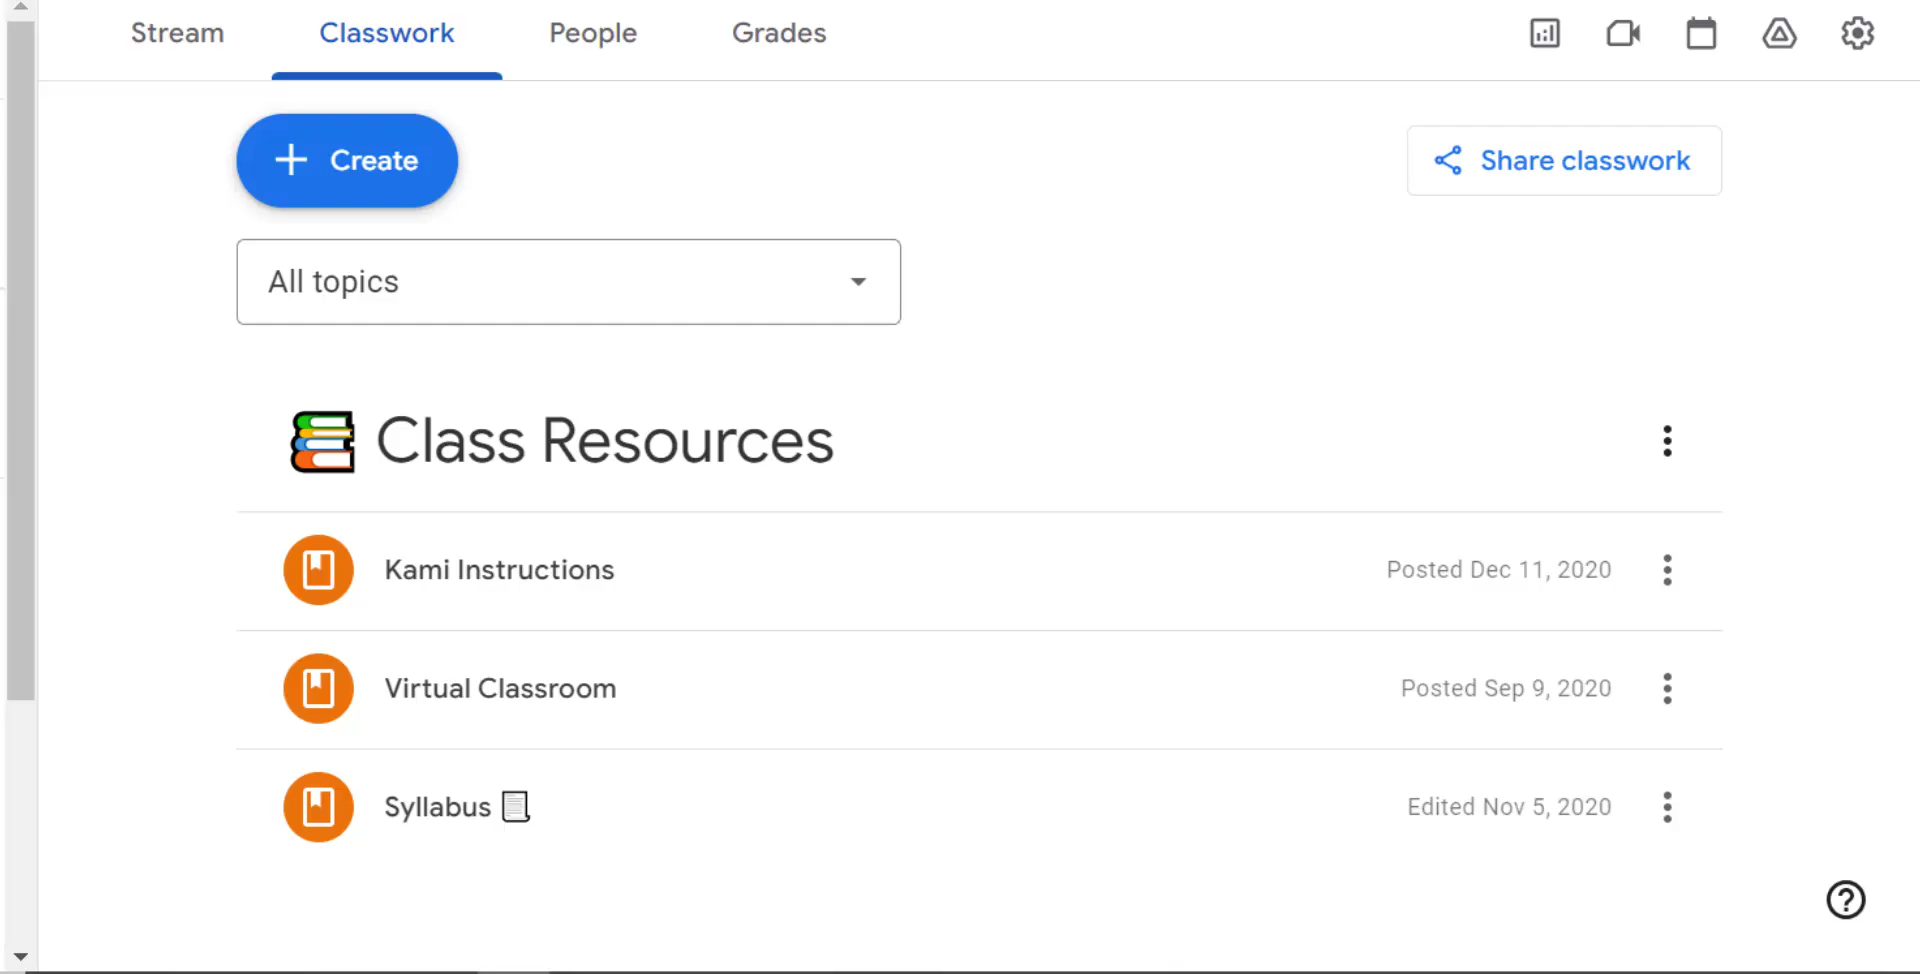 Stream Classwork People Grades
Create
Share classwork
All topics
Class Resources
Kami Instructions Posted Dec 11, 2020
Virtual Classroom Posted Sep 9, 2020
Syllabus Edited Nov 5, 2020